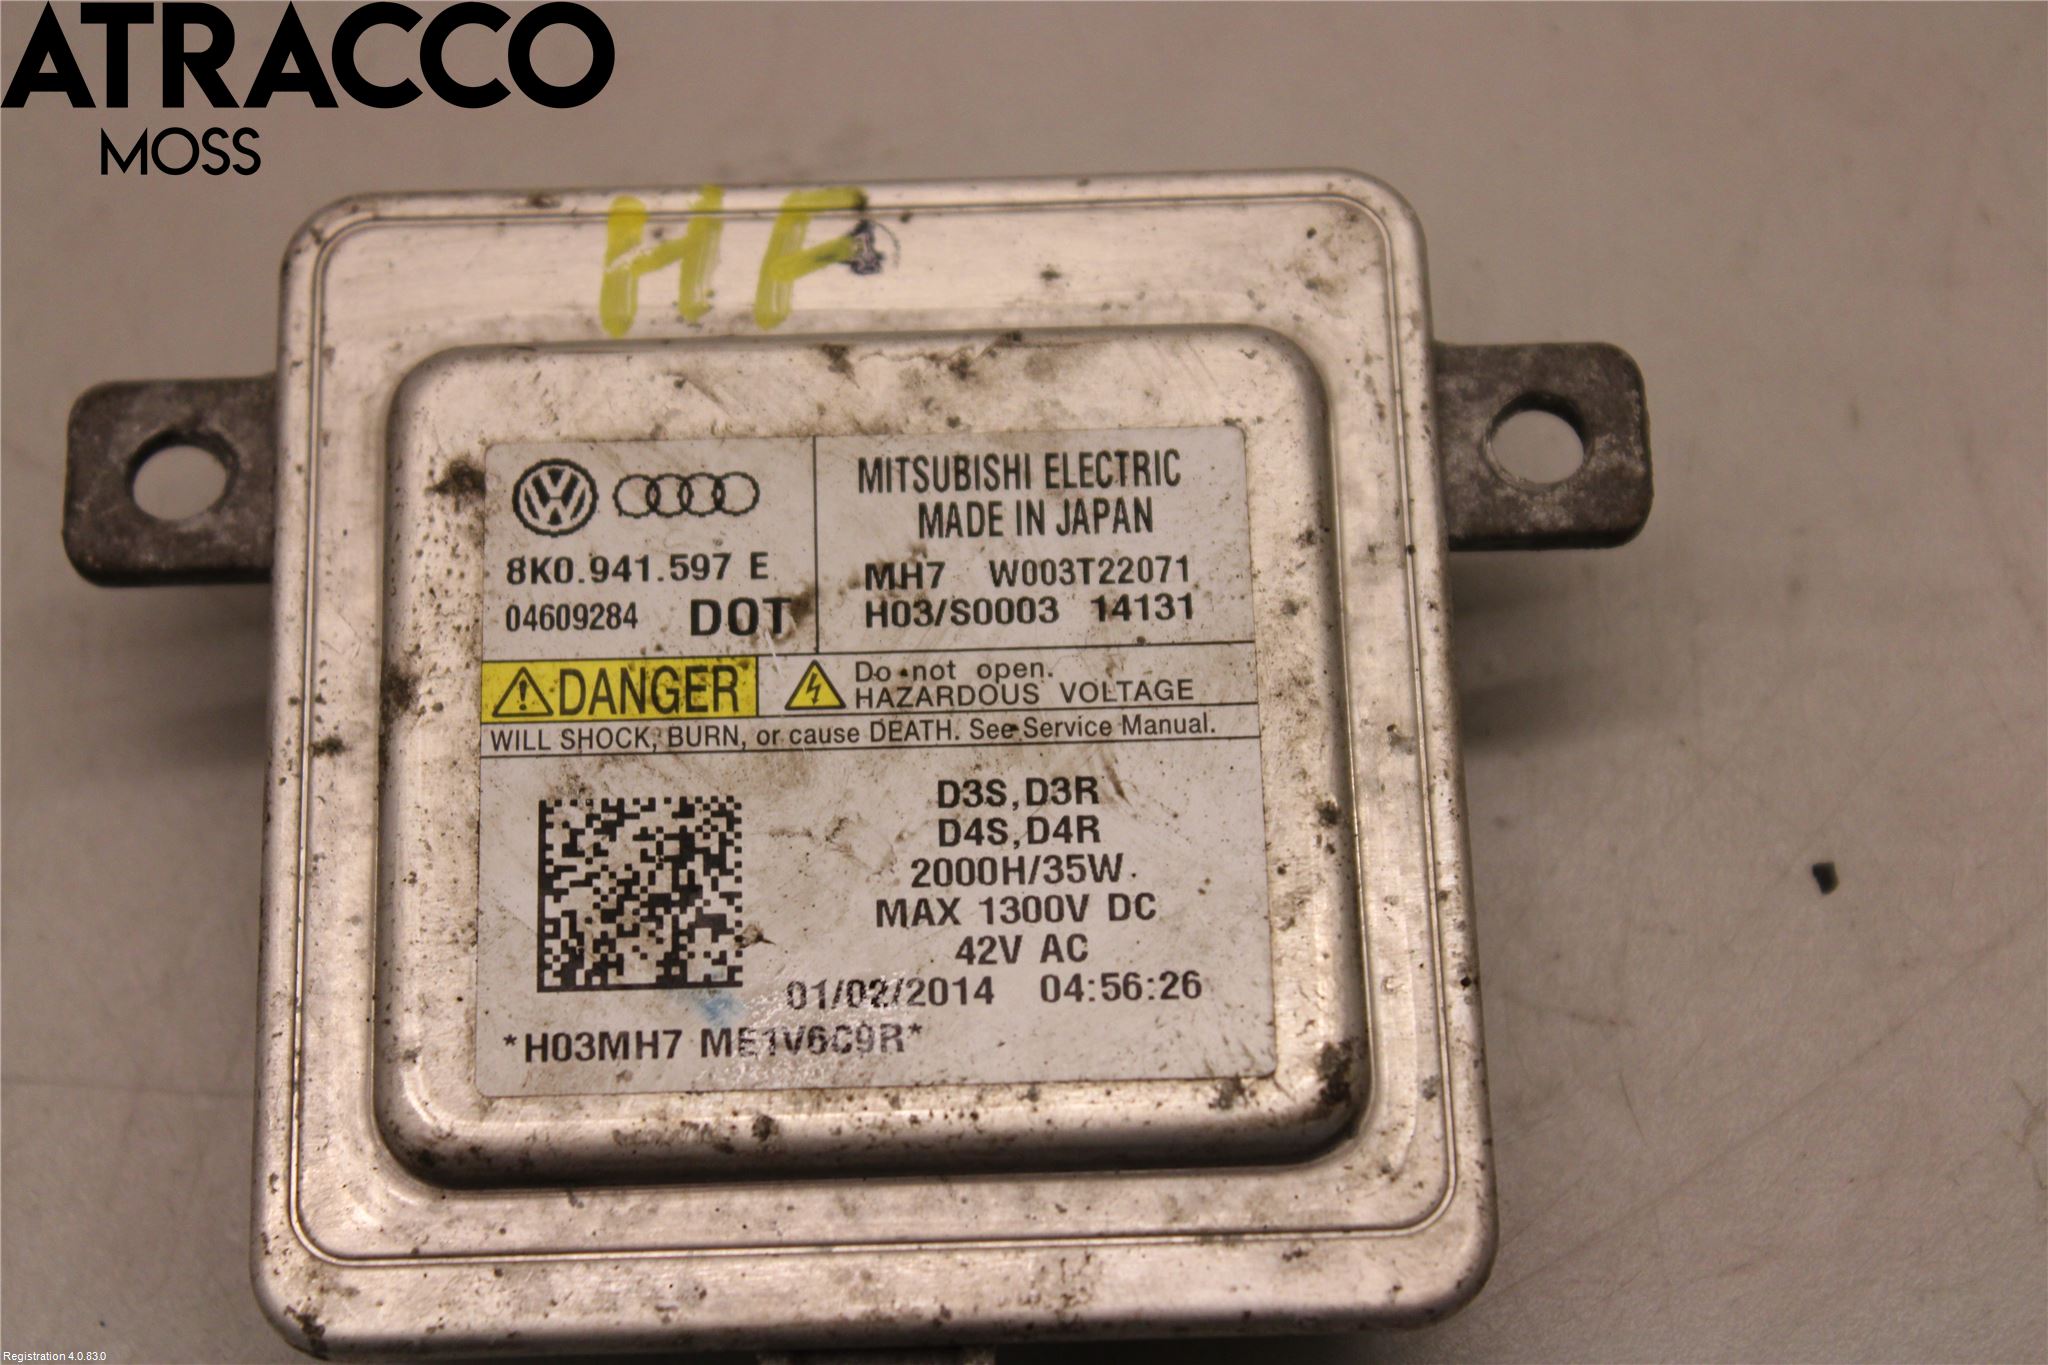 ATRACCO
MOSS
HF
8K0.941.597 E
04609284 DOT
MITSUBISHI ELECTRIC
MADE IN JAPAN
MH7 W003T22071
H03/S0003 14131
DANGER
Do not open.
HAZARDOUS VOLTAGE
WILL SHOCK, BURN, or cause DEATH. See Service Manual.
D3S,D3R
D4S,D4R
2000H/35W
MAX 1300V DC
42V AC
01/02/2014 04:56:26
*H03MH7 ME1V6C9R*
Registration 4.0.83.0